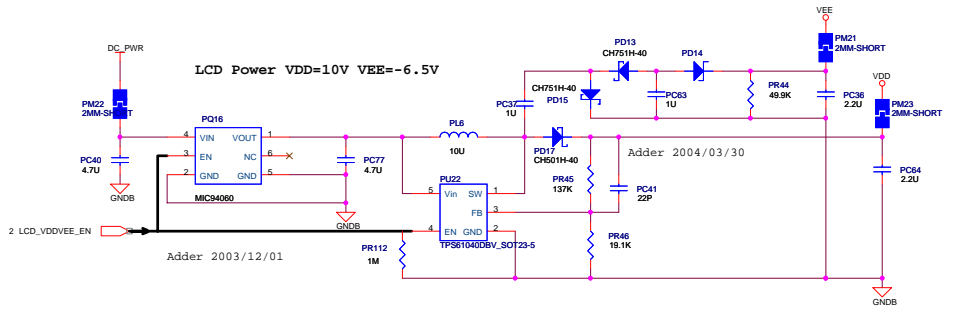 VEE
PM21
2MM-SHORT
DC_PWR
LCD Power VDD=10V VEE=-6.5V
PD13
CH751H-40
PD14
VDD
CH751H-40
PD15
PC63
1U
PR44
49.9K
PC36
2.2U
PM23
2MM-SHORT
PM22
2MM-SHORT
PC37
1U
PQ16
4 VIN VOUT 1
3 EN NC 6
2 GND GND 5
MIC94060
PC40
4.7U
GNDB
PC77
4.7U
GNDB
PL6
10U
PD17
CH501H-40
Adder 2004/03/30
PC64
2.2U
PU22
5 Vin SW 1
FB 3
4 EN GND 2
TPS61040DBV_SOT23-5
PR45
137K
PC41
22P
PR46
19.1K
2 LCD_VDDVEE_EN
Adder 2003/12/01
PR112
1M
GNDB